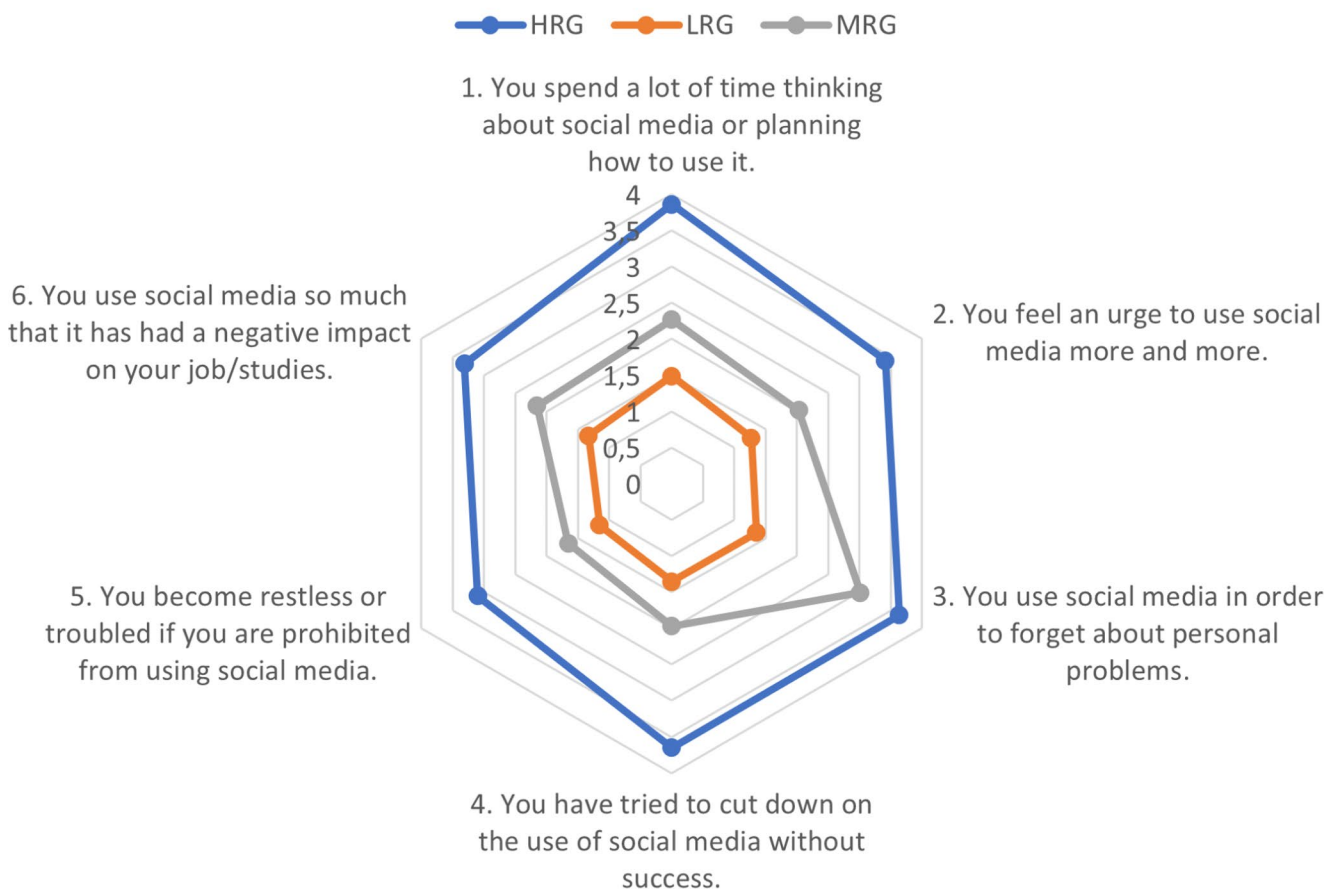 HRG LRG MRG
1. You spend a lot of time thinking
about social media or planning
how to use it.
4
3,5
3
2,5
2
1,5
1
0,5
0
2. You feel an urge to use social
media more and more.
3. You use social media in order
to forget about personal
problems.
4. You have tried to cut down on
the use of social media without
success.
5. You become restless or
troubled if you are prohibited
from using social media.
6. You use social media so much
that it has had a negative impact
on your job/studies.